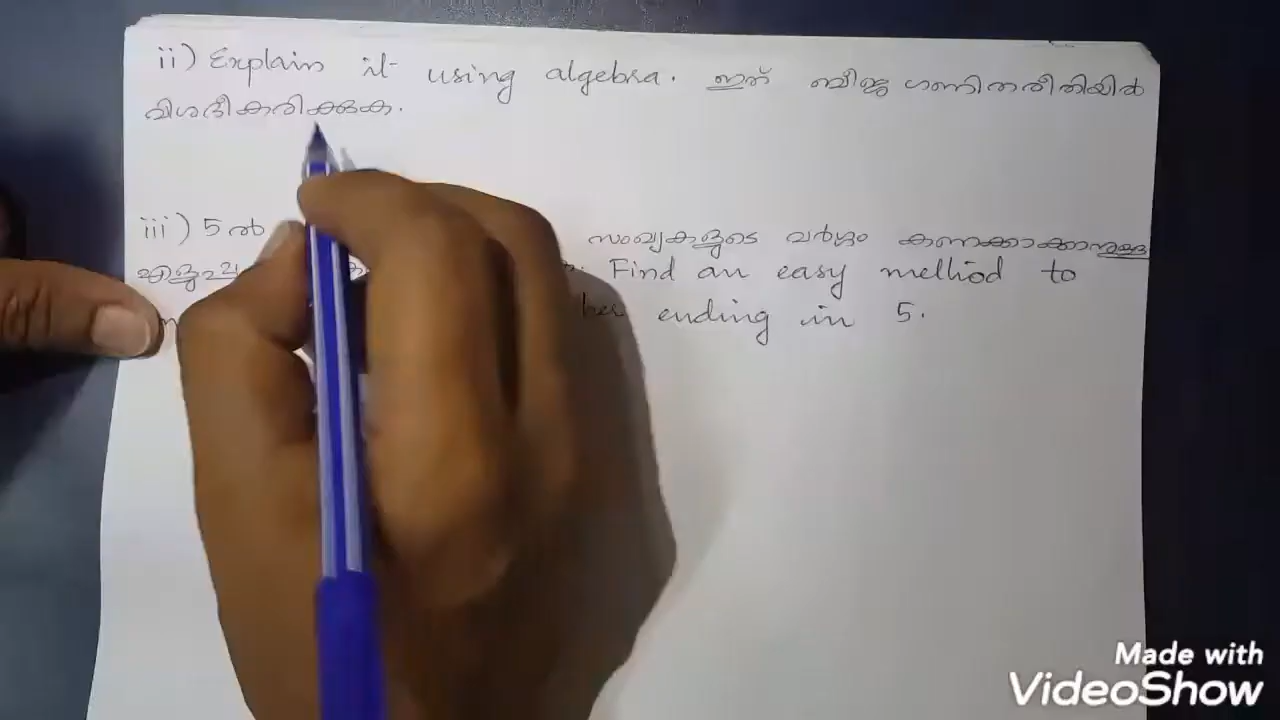 ii) Explain it using algebra. ഇത് ബീജഗണിതരീതിയിൽ
വിശദീകരിക്കുക.
iii) 5 ൽ സംഖ്യകളുടെ വർഗ്ഗം കണക്കാക്കാനുള്ള
Find an easy method to
ending in 5.
Made with
VideoShow